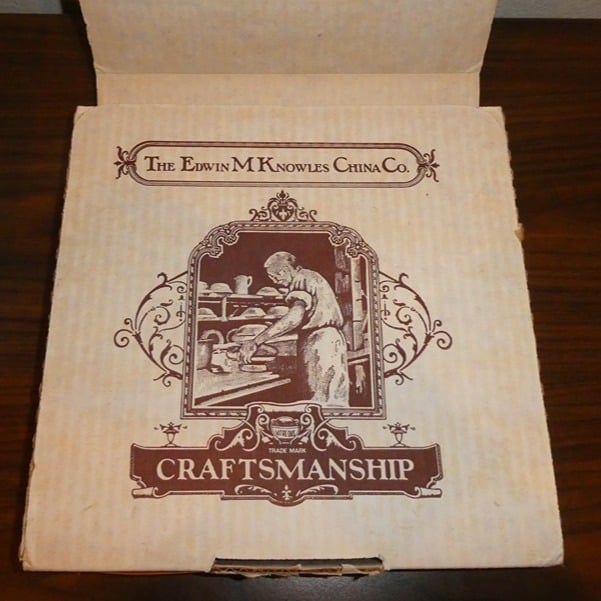 The Edwin M Knowles China Co.
TRADE MARK
CRAFTSMANSHIP